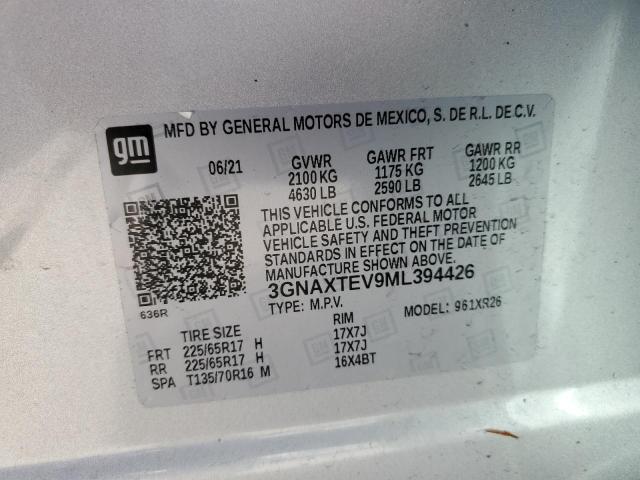 gm
MFD BY GENERAL MOTORS DE MEXICO, S. DE R.L. DE C.V.
06/21 GVWR GAWR FRT GAWR RR
2100 KG 1175 KG 1200 KG
4630 LB 2590 LB 2645 LB
THIS VEHICLE CONFORMS TO ALL
APPLICABLE U.S. FEDERAL MOTOR
VEHICLE SAFETY AND THEFT PREVENTION
STANDARDS IN EFFECT ON THE DATE OF
MANUFACTURE SHOWN ABOVE.
3GNAXTEV9ML394426
636R
TYPE: M.P.V. MODEL: 961XR26
TIRE SIZE RIM
FRT 225/65R17 H 17X7J
RR 225/65R17 H 17X7J
SPA T135/70R16 M 16X4BT